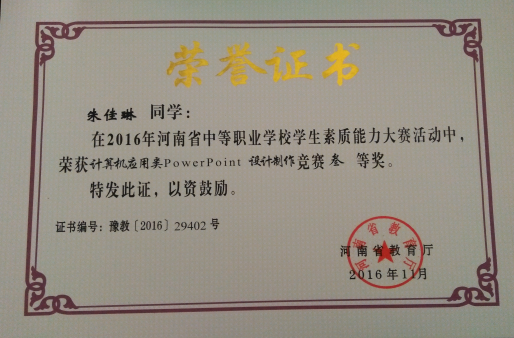 荣誉证书
朱佳琳 同学：
在2016年河南省中等职业学校学生素质能力大赛活动中，
荣获计算机应用类PowerPoint 设计制作竞赛 叁 等奖。
特发此证，以资鼓励。
证书编号：豫教〔2016〕29402 号
河南省教育厅
河南省教育厅
2016年11月